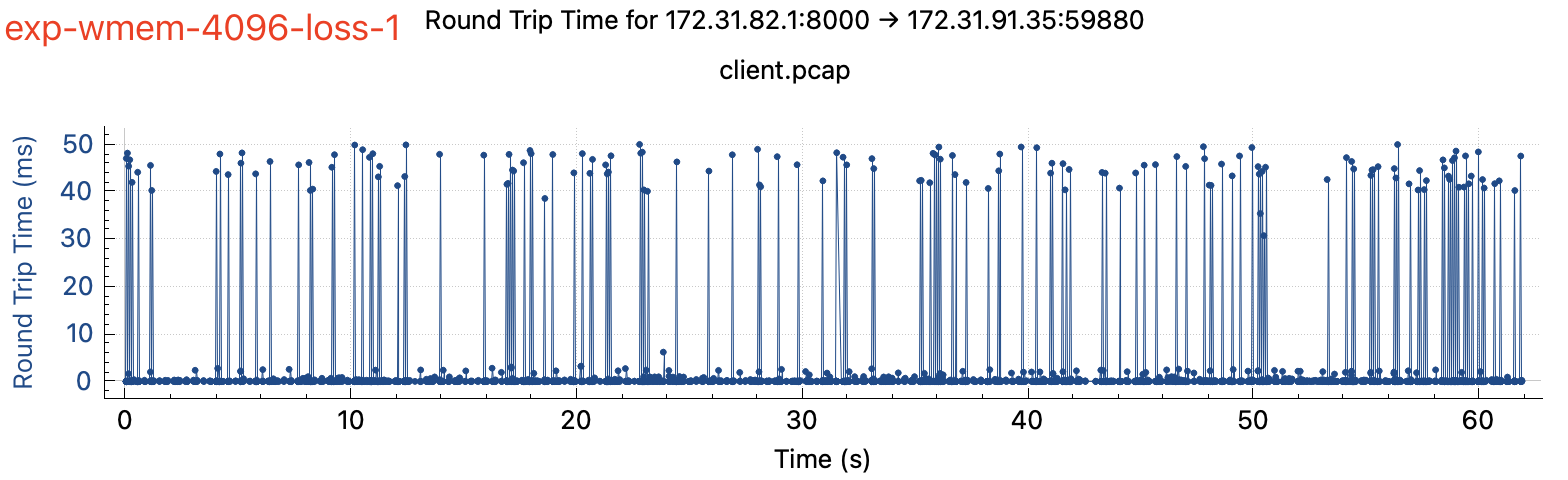 exp-wmem-4096-loss-1
Round Trip Time for 172.31.82.1:8000 → 172.31.91.35:59880
client.pcap
Round Trip Time (ms)
50
40
30
20
10
0
0 10 20 30 40 50 60
Time (s)